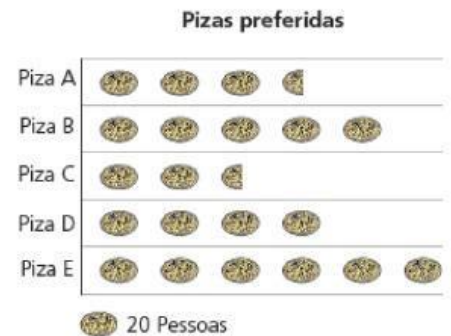 Pizas preferidas
Piza A
Piza B
Piza C
Piza D
Piza E
20 Pessoas